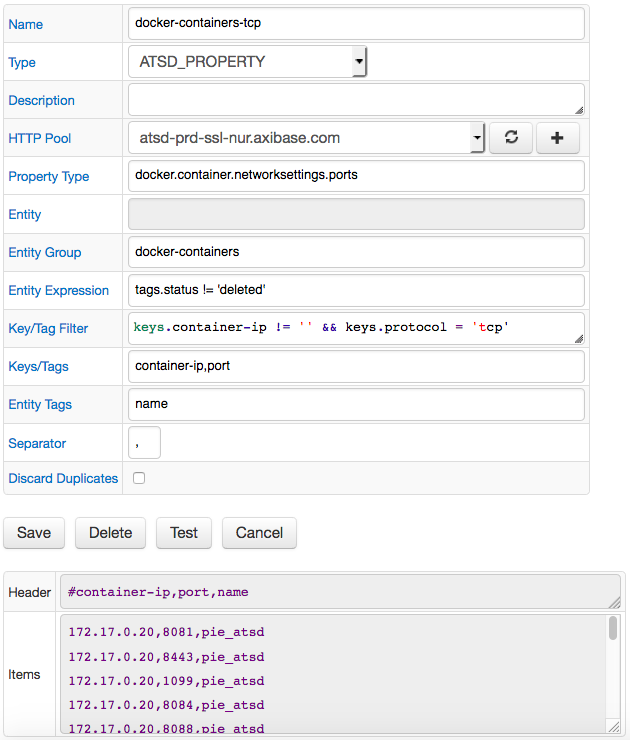 Name docker-containers-tcp
Type ATSD_PROPERTY
Description
HTTP Pool atsd-prd-ssl-nur.axibase.com
Property Type docker.container.networksettings.ports
Entity
Entity Group docker-containers
Entity Expression tags.status != 'deleted'
Key/Tag Filter keys.container-ip != '' && keys.protocol = 'tcp'
Keys/Tags container-ip,port
Entity Tags name
Separator ,
Discard Duplicates
Save Delete Test Cancel
Header #container-ip,port,name
Items
172.17.0.20,8081,pie_atsd
172.17.0.20,8443,pie_atsd
172.17.0.20,1099,pie_atsd
172.17.0.20,8084,pie_atsd
172.17.0.20,8088,pie_atsd